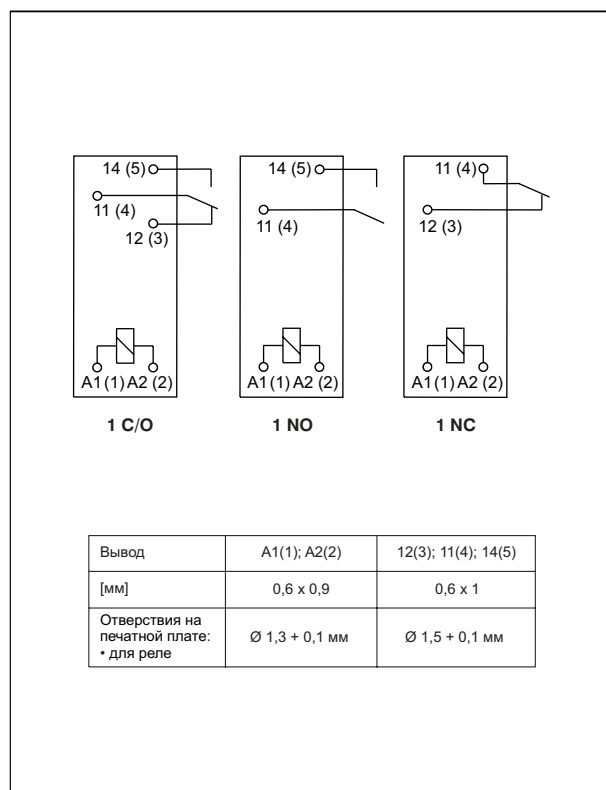 14 (5)
11 (4)
12 (3)
A1 (1) A2 (2)
1 C/O
14 (5)
11 (4)
A1 (1) A2 (2)
1 NO
11 (4)
12 (3)
A1 (1) A2 (2)
1 NC
Вывод A1(1); A2(2) 12(3); 11(4); 14(5)
[мм] 0,6 x 0,9 0,6 x 1
Отверствия на
печатной плате: Ø 1,3 + 0,1 мм Ø 1,5 + 0,1 мм
• для реле